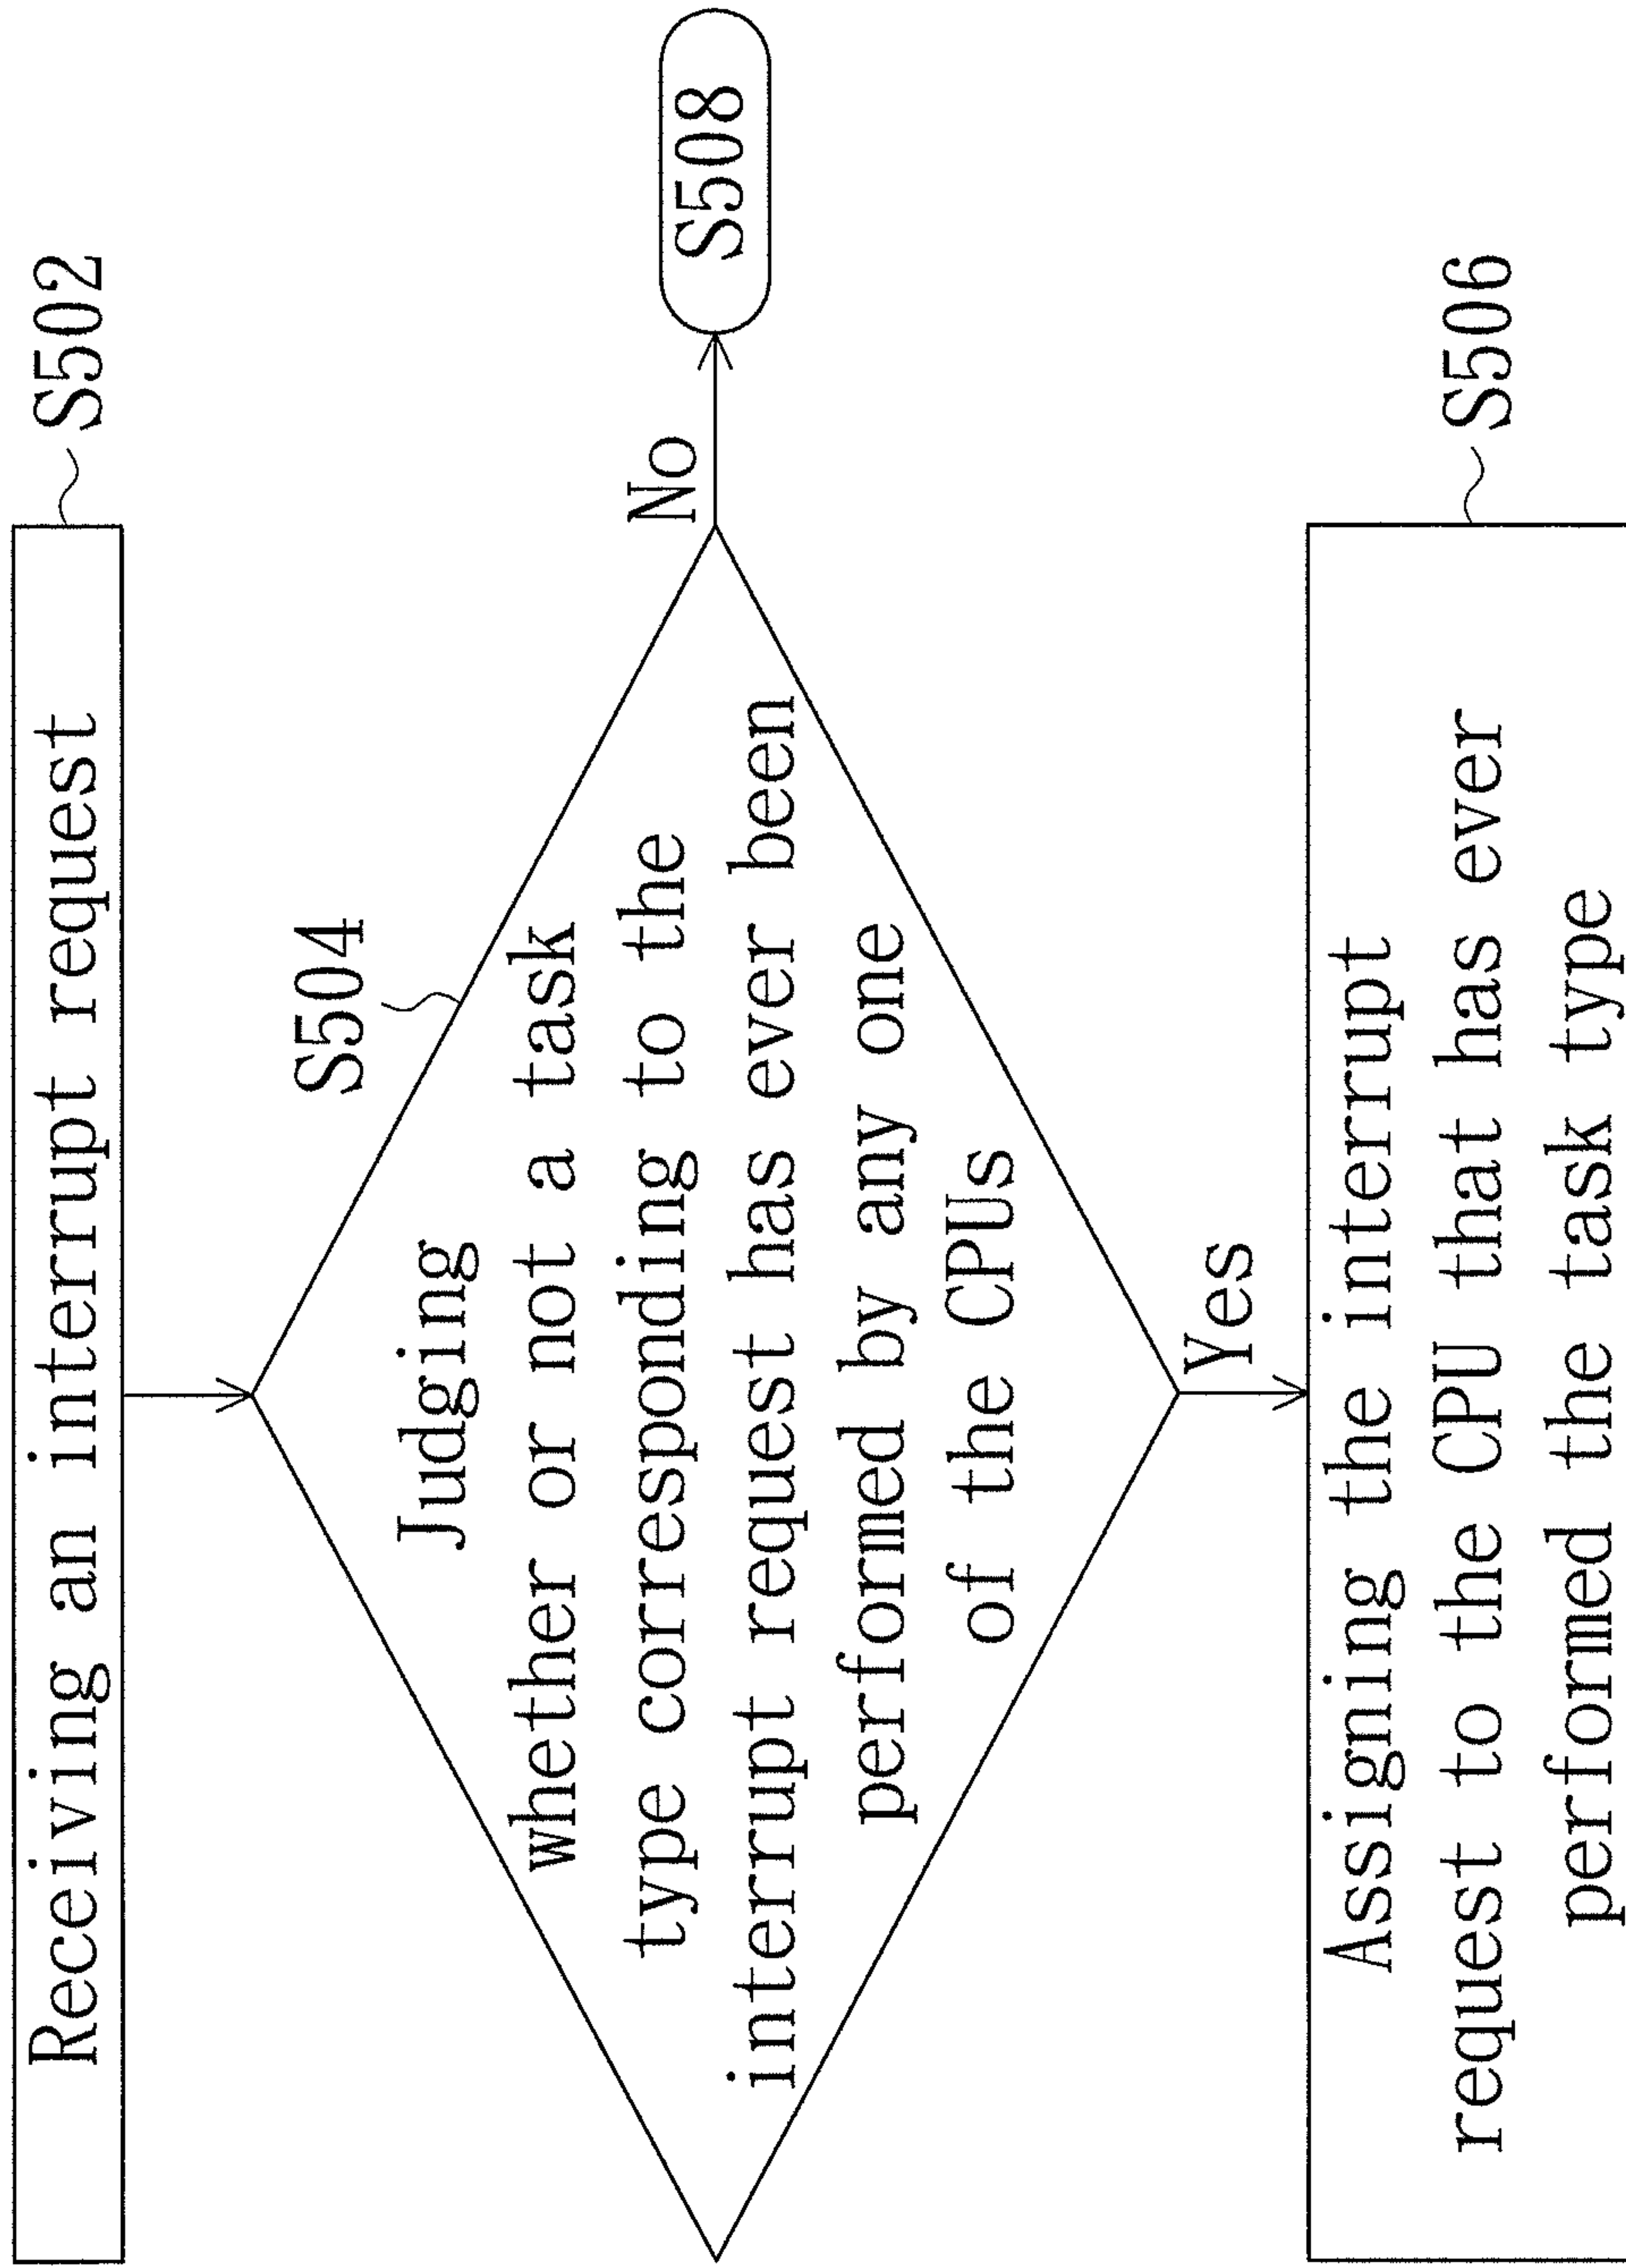 Receiving an interrupt request
S502
S504
Judging
whether or not a task
type corresponding to the
interrupt request has ever been
performed by any one
of the CPUs
No
S508
Yes
Assigning the interrupt
request to the CPU that has ever
performed the task type
S506